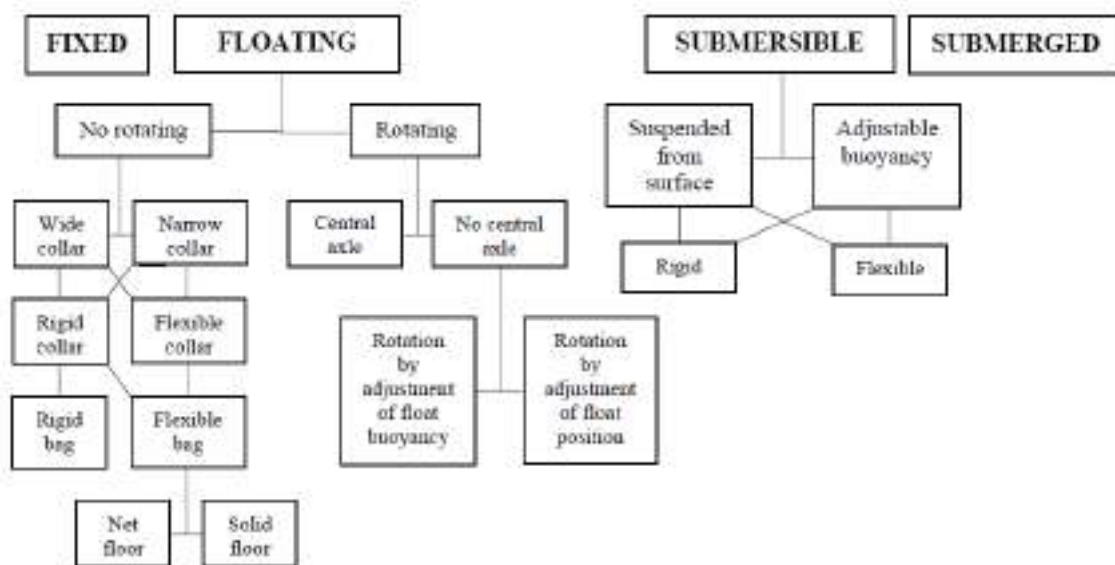 FIXED
FLOATING
SUBMERSIBLE
SUBMERGED
No rotating
Rotating
Suspended
from
surface
Adjustable
buoyancy
Wide
collar
Narrow
collar
Central
axle
No central
axle
Rigid
Flexible
Rigid
collar
Flexible
collar
Rotation
by
adjustment
of float
buoyancy
Rotation
by
adjustment
of float
position
Rigid
bag
Flexible
bag
Net
floor
Solid
floor